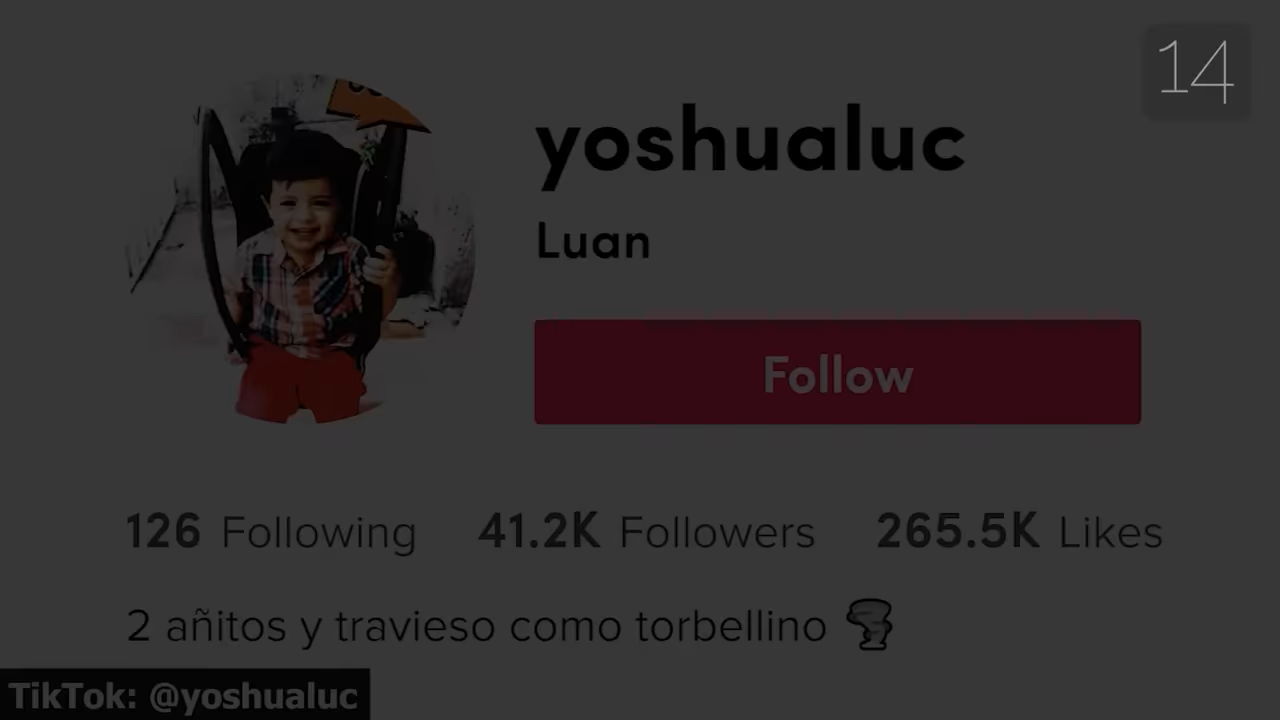 14
yoshualuc
Luan
Follow
126 Following 41.2K Followers 265.5K Likes
2 añitos y travieso como torbellino 🌪
TikTok: @yoshualuc